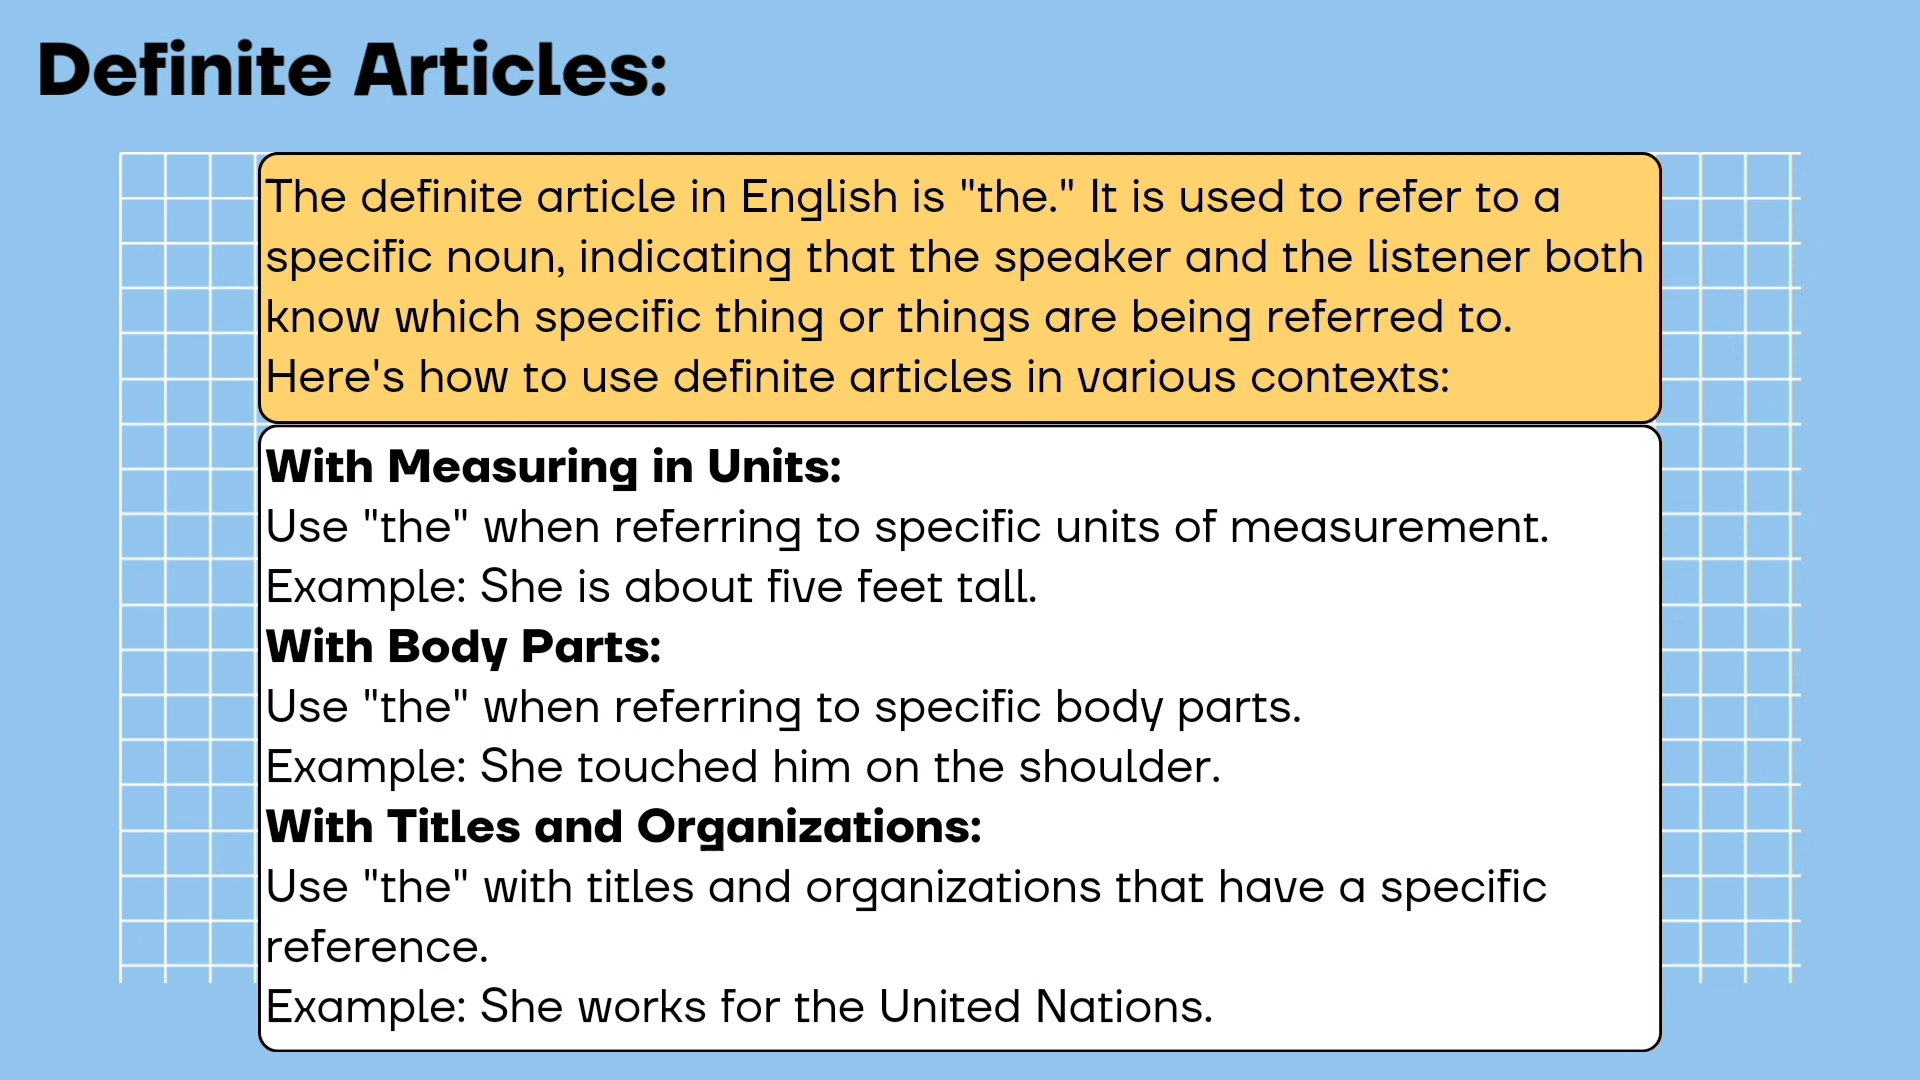 Definite Articles:
The definite article in English is "the." It is used to refer to a
specific noun, indicating that the speaker and the listener both
know which specific thing or things are being referred to.
Here's how to use definite articles in various contexts:
With Measuring in Units:
Use "the" when referring to specific units of measurement.
Example: She is about five feet tall.
With Body Parts:
Use "the" when referring to specific body parts.
Example: She touched him on the shoulder.
With Titles and Organizations:
Use "the" with titles and organizations that have a specific
reference.
Example: She works for the United Nations.